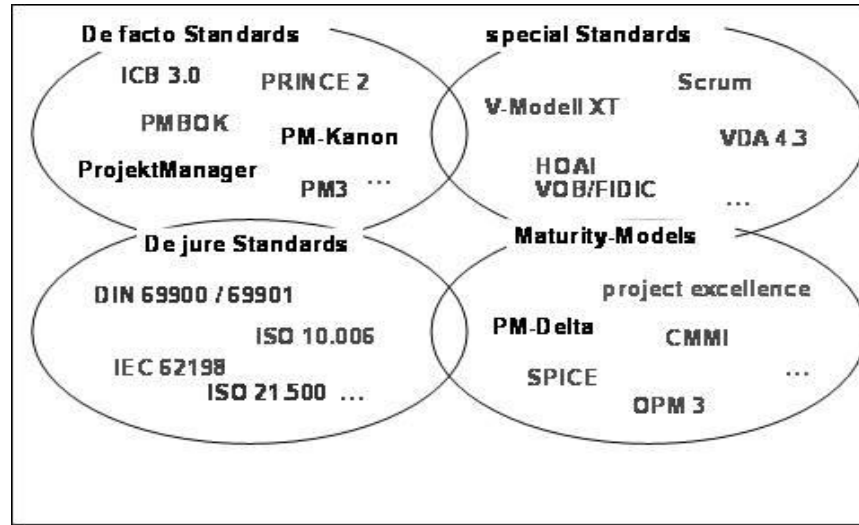 De facto Standards
ICB 3.0
PRINCE 2
PMBOK
PM-Kanon
ProjektManager
PM3 ...
special Standards
Scrum
V-Modell XT
VDA 4.3
HOAI
VOB/FIDIC
...
De jure Standards
DIN 69900 / 69901
ISO 10.006
IEC 62198
ISO 21.500 ...
Maturity-Models
project excellence
PM-Delta
CMMI
SPICE
...
OPM 3